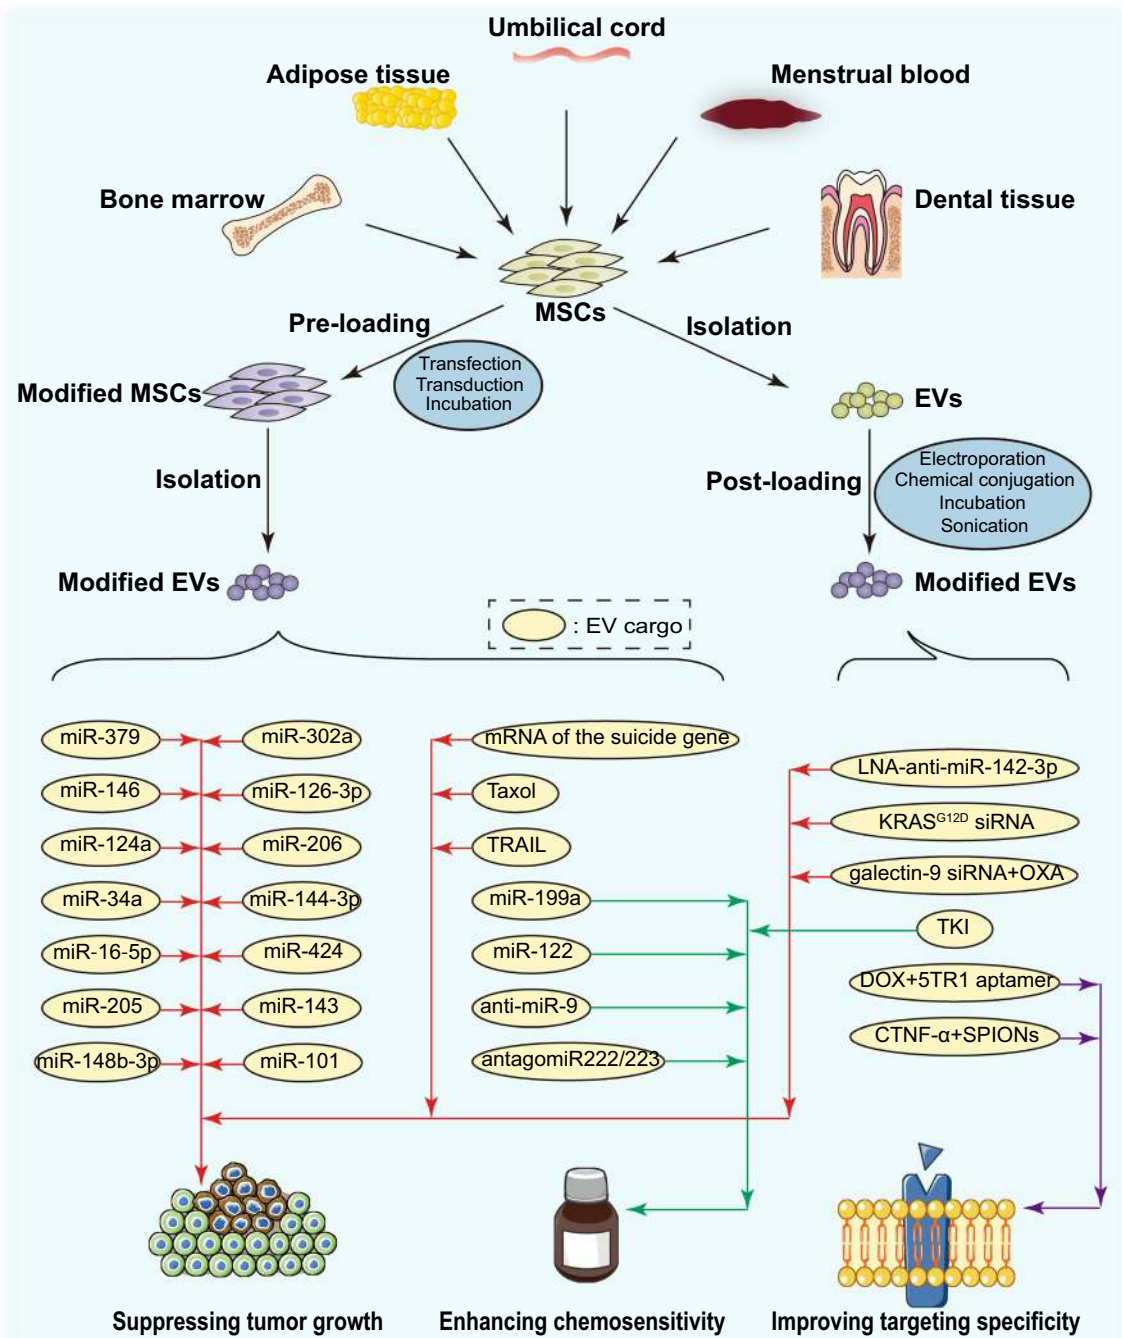 Umbilical cord
Adipose tissue
Menstrual blood
Bone marrow
Dental tissue
MSCs
Pre-loading
Isolation
Transfection
Transduction
Incubation
Modified MSCs
EVs
Isolation
Post-loading
Electroporation
Chemical conjugation
Incubation
Sonication
Modified EVs
Modified EVs
: EV cargo
miR-379
miR-302a
miR-146
miR-126-3p
miR-124a
miR-206
miR-34a
miR-144-3p
miR-16-5p
miR-424
miR-205
miR-143
miR-148b-3p
miR-101
mRNA of the suicide gene
Taxol
TRAIL
miR-199a
miR-122
anti-miR-9
antagomiR222/223
LNA-anti-miR-142-3p
KRASG12D siRNA
galectin-9 siRNA+OXA
TKI
DOX+5TR1 aptamer
CTNF-α+SPIONs
Suppressing tumor growth
Enhancing chemosensitivity
Improving targeting specificity